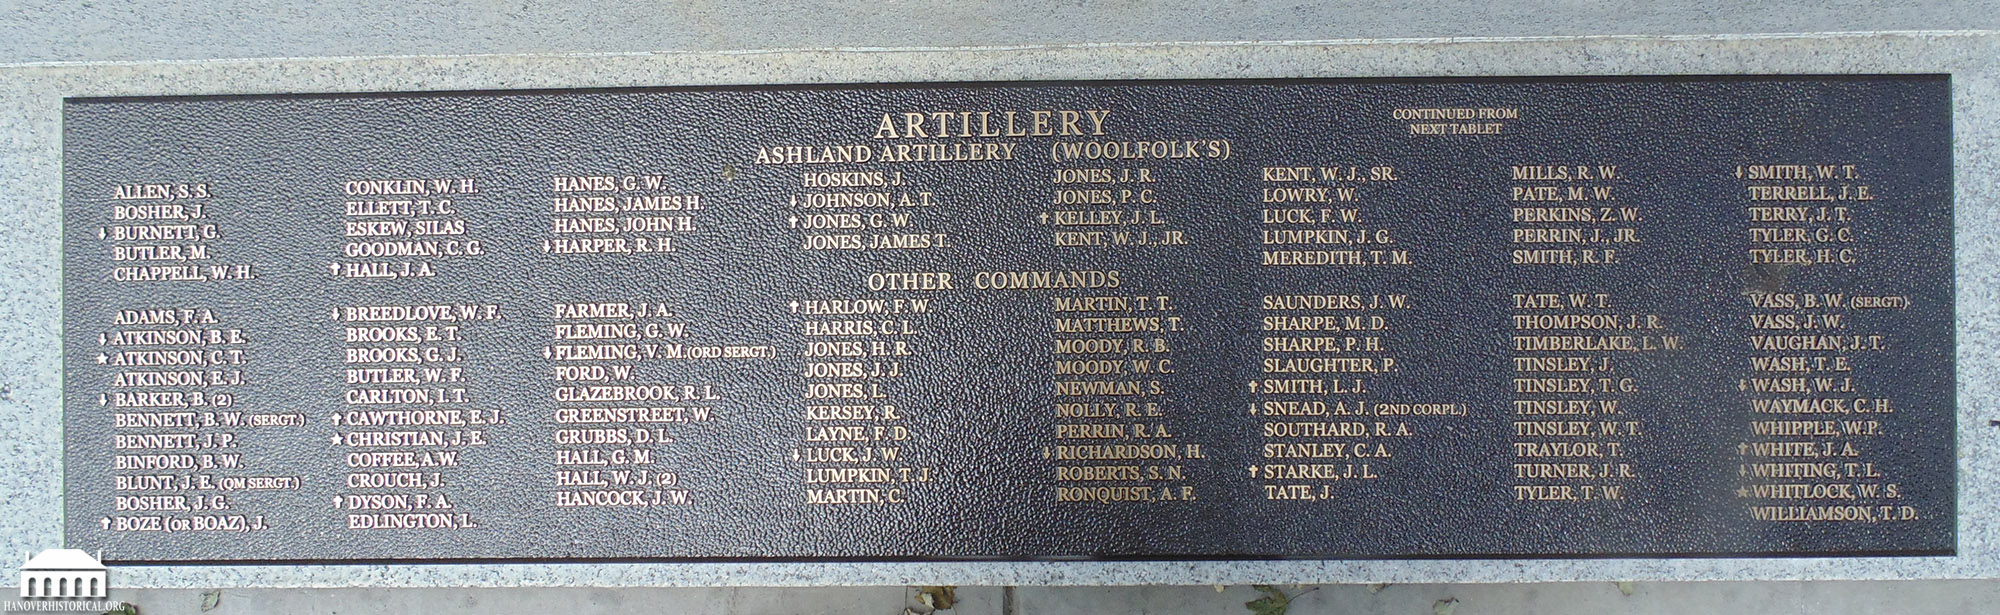 ARTILLERY
CONTINUED FROM
NEXT TABLET
ASHLAND ARTILLERY (WOOLFOLK'S)
ALLEN, S. S.
BOSHER, J.
BURNETT, G.
BUTLER, M.
CHAPPELL, W. H.
CONKLIN, W. H.
ELLETT, T. C.
ESKEW, SILAS
GOODMAN, C. G.
HALL, J. A.
HANES, G. W.
HANES, JAMES H.
HANES, JOHN H.
HARPER, R. H.
HOSKINS, J.
JOHNSON, A. T.
JONES, G. W.
JONES, JAMES T.
JONES, J. R.
JONES, P. C.
KELLEY, J. L.
KENT, W. J., JR.
KENT, W. J., SR.
LOWRY, W.
LUCK, F. W.
LUMPKIN, J. G.
MEREDITH, T. M.
MILLS, R. W.
PATE, M. W.
PERKINS, Z. W.
PERRIN, J., JR.
SMITH, R. F.
SMITH, W. T.
TERRELL, J. E.
TERRY, J. T.
TYLER, G. C.
TYLER, H. C.
OTHER COMMANDS
ADAMS, F. A.
ATKINSON, B. E.
ATKINSON, C. T.
ATKINSON, E. J.
BARKER, B. (2)
BENNETT, B. W. (SERGT.)
BENNETT, J. P.
BINFORD, B. W.
BLUNT, J. E. (QM SERGT.)
BOSHER, J. G.
BOZE (OR BOAZ), J.
BREEDLOVE, W. F.
BROOKS, E. T.
BROOKS, G. J.
BUTLER, W. F.
CARLTON, I. T.
CAWTHORNE, E. J.
CHRISTIAN, J. E.
COFFEE, A.W.
CROUCH, J.
DYSON, F. A.
EDLINGTON, L.
FARMER, J. A.
FLEMING, G. W.
FLEMING, V. M. (ORD SERGT.)
FORD, W.
GLAZEBROOK, R. L.
GREENSTREET, W.
GRUBBS, D. L.
HALL, G. M.
HALL, W. J. (2)
HANCOCK, J. W.
HARLOW, F. W.
HARRIS, C. L.
JONES, H. R.
JONES, J. J.
JONES, L.
KERSEY, R.
LAYNE, F. D.
LUCK, J. W.
LUMPKIN, T. J.
MARTIN, C.
MARTIN, T. T.
MATTHEWS, T.
MOODY, R. B.
MOODY, W. C.
NEWMAN, S.
NOLLY, R. E.
PERRIN, R. A.
RICHARDSON, H.
ROBERTS, S. N.
RONQUIST, A. F.
SAUNDERS, J. W.
SHARPE, M. D.
SHARPE, P. H.
SLAUGHTER, P.
SMITH, L. J.
SNEAD, A. J. (2ND CORPL.)
SOUTHARD, R. A.
STANLEY, C. A.
STARKE, J. L.
TATE, J.
TATE, W. T.
THOMPSON, J. R.
TIMBERLAKE, L. W.
TINSLEY, J.
TINSLEY, T. G.
TINSLEY, W.
TINSLEY, W. T.
TRAYLOR, T.
TURNER, J. R.
TYLER, T. W.
VASS, B. W. (SERGT.)
VASS, J. W.
VAUGHAN, J. T.
WASH, T. E.
WASH, W. J.
WAYMACK, C. H.
WHIPPLE, W.P.
WHITE, J. A.
WHITING, T. L.
WHITLOCK, W. S.
WILLIAMSON, T. D.
HANOVERHISTORICAL.ORG